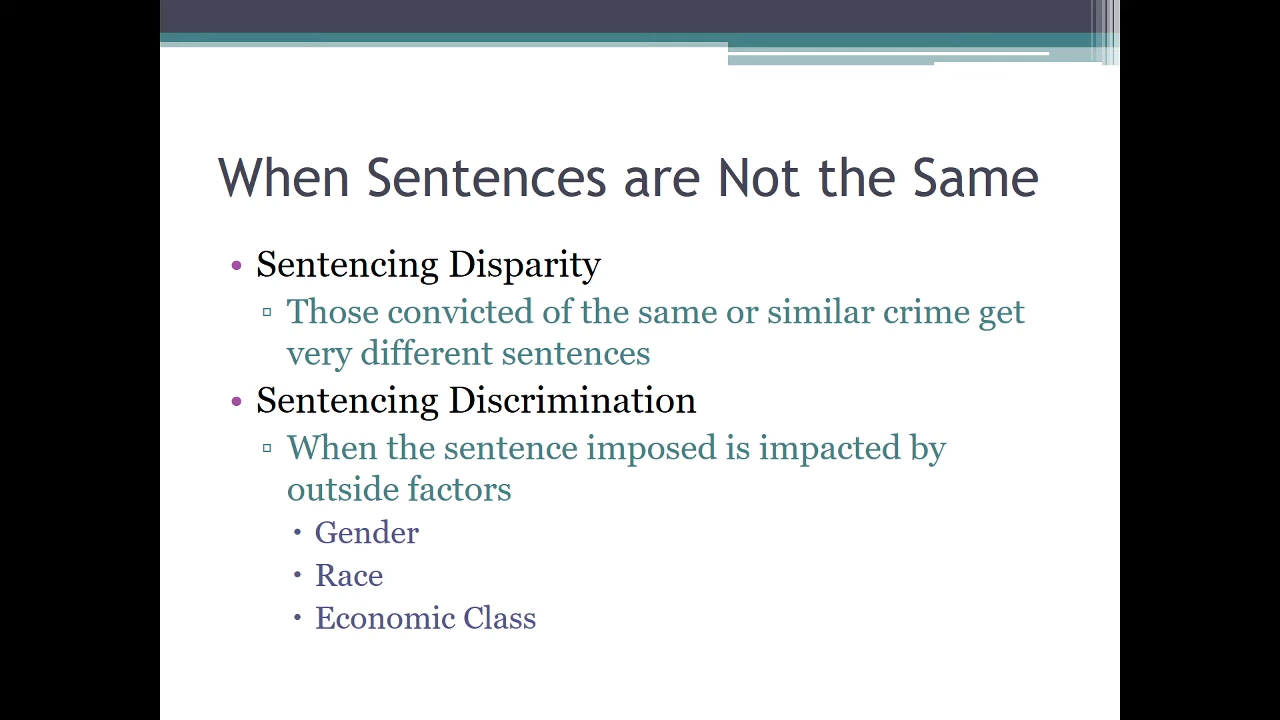 When Sentences are Not the Same
• Sentencing Disparity
▫ Those convicted of the same or similar crime get
very different sentences
• Sentencing Discrimination
▫ When the sentence imposed is impacted by
outside factors
▪ Gender
▪ Race
▪ Economic Class